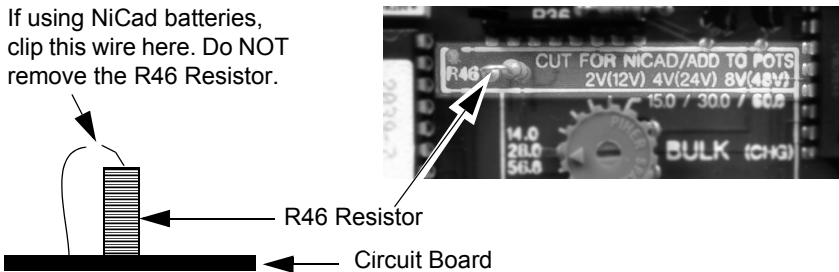 If using NiCad batteries,
clip this wire here. Do NOT
remove the R46 Resistor.
R46
CUT FOR NICAD/ADD TO POTS
2V(12V) 4V(24V) 8V(48V)
15.0 / 30.0 / 60.0
14.0
28.0
56.0
BULK (CHG)
R46 Resistor
Circuit Board